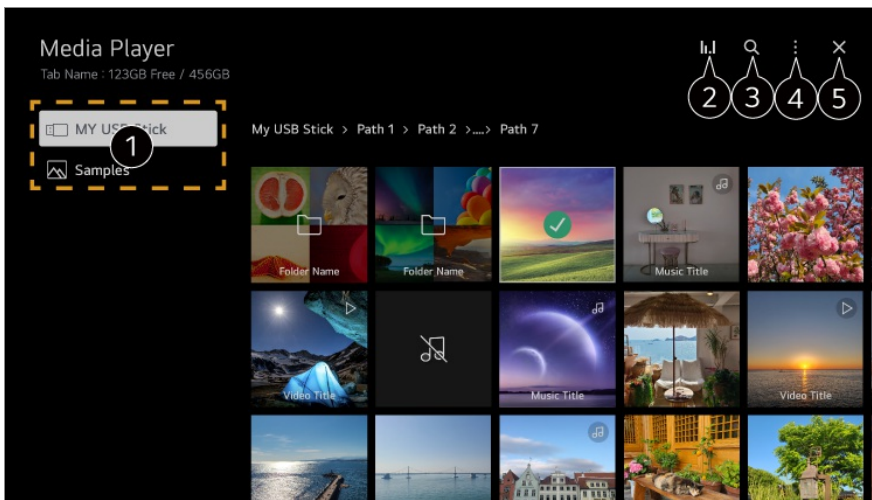 Media Player
Tab Name : 123GB Free / 456GB
2 3 4 5
MY USB Stick
1
Samples
My USB Stick > Path 1 > Path 2 >....> Path 7
Folder Name
Folder Name
Music Title
Video Title
Music Title
Video Title